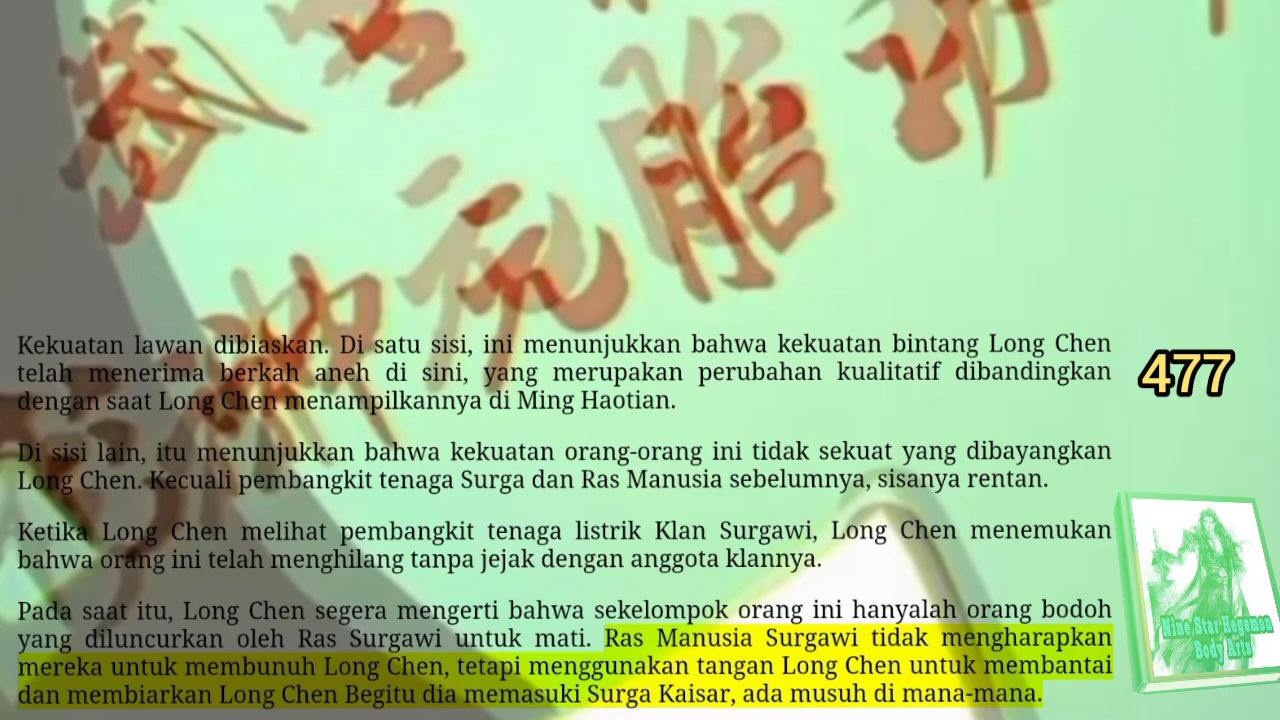 元
胎
Kekuatan lawan dibiaskan. Di satu sisi, ini menunjukkan bahwa kekuatan bintang Long Chen
telah menerima berkah aneh di sini, yang merupakan perubahan kualitatif dibandingkan
dengan saat Long Chen menampilkannya di Ming Haotian.
Di sisi lain, itu menunjukkan bahwa kekuatan orang-orang ini tidak sekuat yang dibayangkan
Long Chen. Kecuali pembangkit tenaga Surga dan Ras Manusia sebelumnya, sisanya rentan.
Ketika Long Chen melihat pembangkit tenaga listrik Klan Surgawi, Long Chen menemukan
bahwa orang ini telah menghilang tanpa jejak dengan anggota klannya.
Pada saat itu, Long Chen segera mengerti bahwa sekelompok orang ini hanyalah orang bodoh
yang diluncurkan oleh Ras Surgawi untuk mati. Ras Manusia Surgawi tidak mengharapkan
mereka untuk membunuh Long Chen, tetapi menggunakan tangan Long Chen untuk membantai
dan membiarkan Long Chen Begitu dia memasuki Surga Kaisar, ada musuh di mana-mana.
477
Nine Star Hegemon
Body Arts